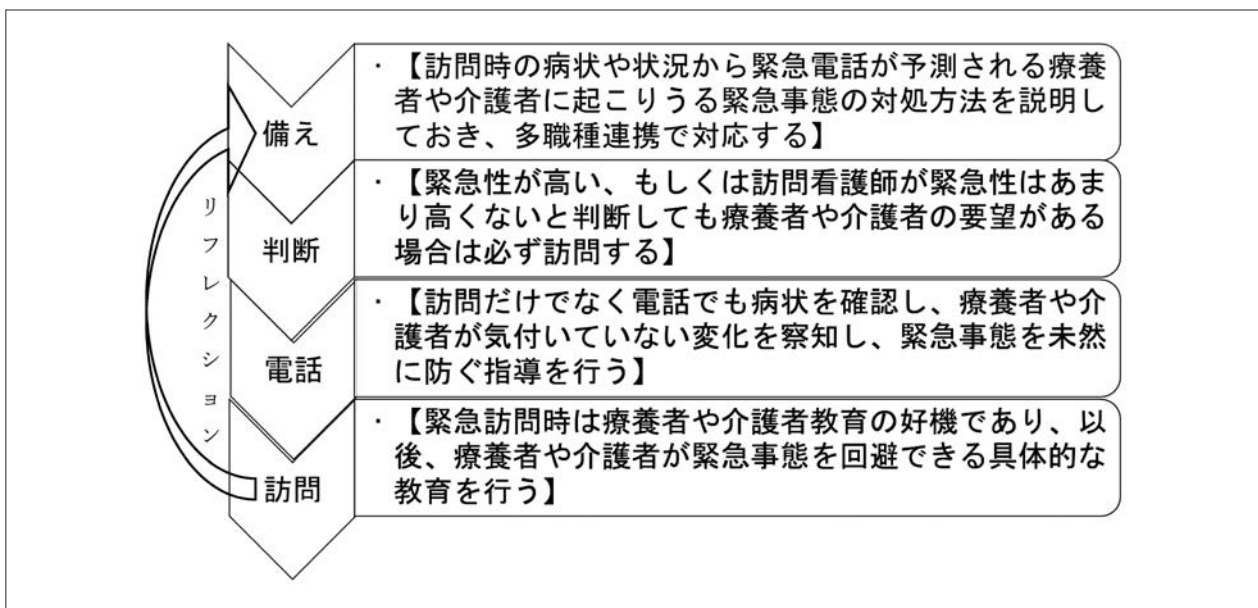 備え
・【訪問時の病状や状況から緊急電話が予測される療養
者や介護者に起こりうる緊急事態の対処方法を説明し
ておき、多職種連携で対応する】
判断
・【緊急性が高い、もしくは訪問看護師が緊急性はあま
り高くないと判断しても療養者や介護者の要望がある
場合は必ず訪問する】
電話
・【訪問だけでなく電話でも病状を確認し、療養者や介
護者が気付いていない変化を察知し、緊急事態を未然
に防ぐ指導を行う】
訪問
・【緊急訪問時は療養者や介護者教育の好機であり、以
後、療養者や介護者が緊急事態を回避できる具体的な
教育を行う】
リフレクション